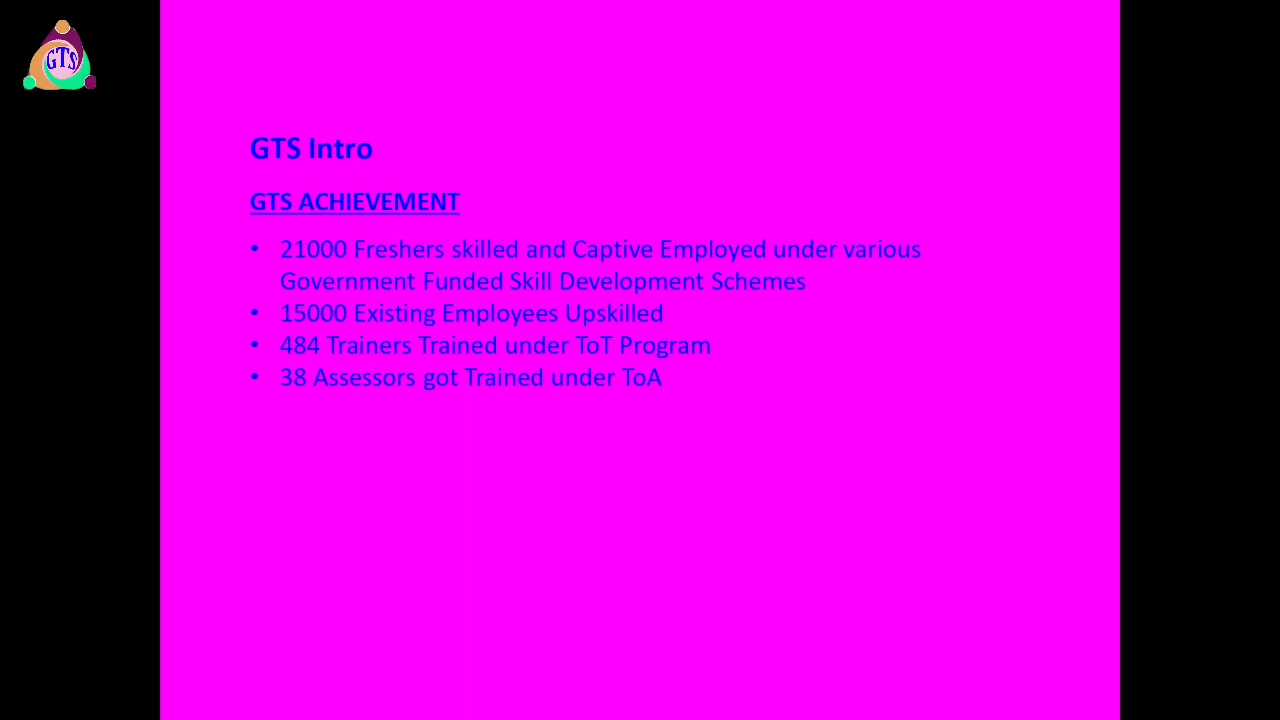 GTS
GTS Intro
GTS ACHIEVEMENT
• 21000 Freshers skilled and Captive Employed under various
Government Funded Skill Development Schemes
• 15000 Existing Employees Upskilled
• 484 Trainers Trained under ToT Program
• 38 Assessors got Trained under ToA